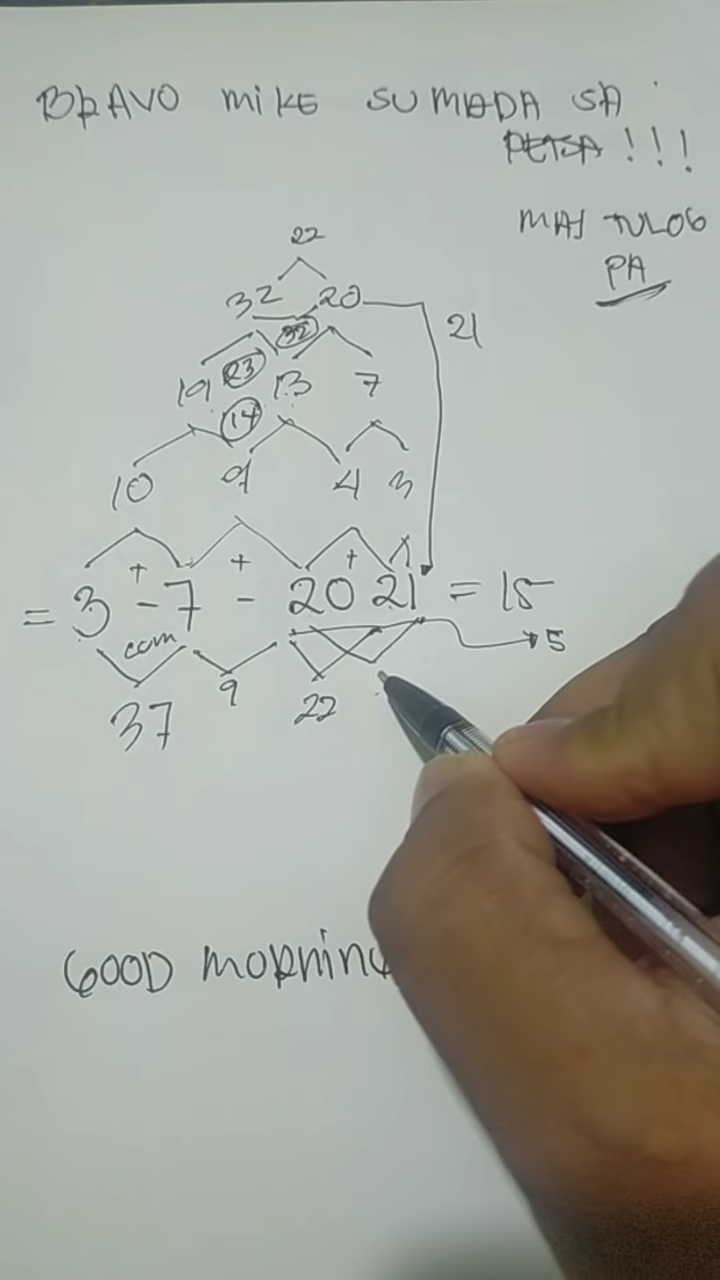 BRAVO MIKE SUMADA SA
PETSA!!!
MAY TULOG
PA
22
32 20
21
32
19 23 13 7
14
10 9 4 3
+ + +
= 3 - 7 - 20 21 = 15
com
5
37 9 22
GOOD MORNING